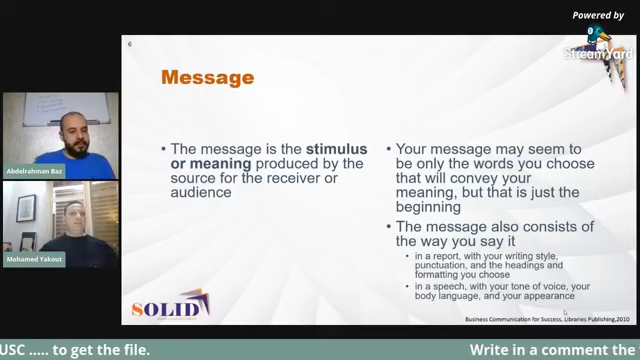 Powered by
StreamYard
6
Message
• The message is the stimulus
or meaning produced by the
source for the receiver or
audience
• Your message may seem to
be only the words you choose
that will convey your
meaning, but that is just the
beginning
• The message also consists of
the way you say it
• in a report, with your writing style,
punctuation, and the headings and
formatting you choose
• in a speech, with your tone of voice, your
body language, and your appearance
Abdelrahman Baz
Mohamed Yakout
SOLID
Business Communication for Success, Libraries Publishing,2010
USC ..... to get the file.
Write in a comment the